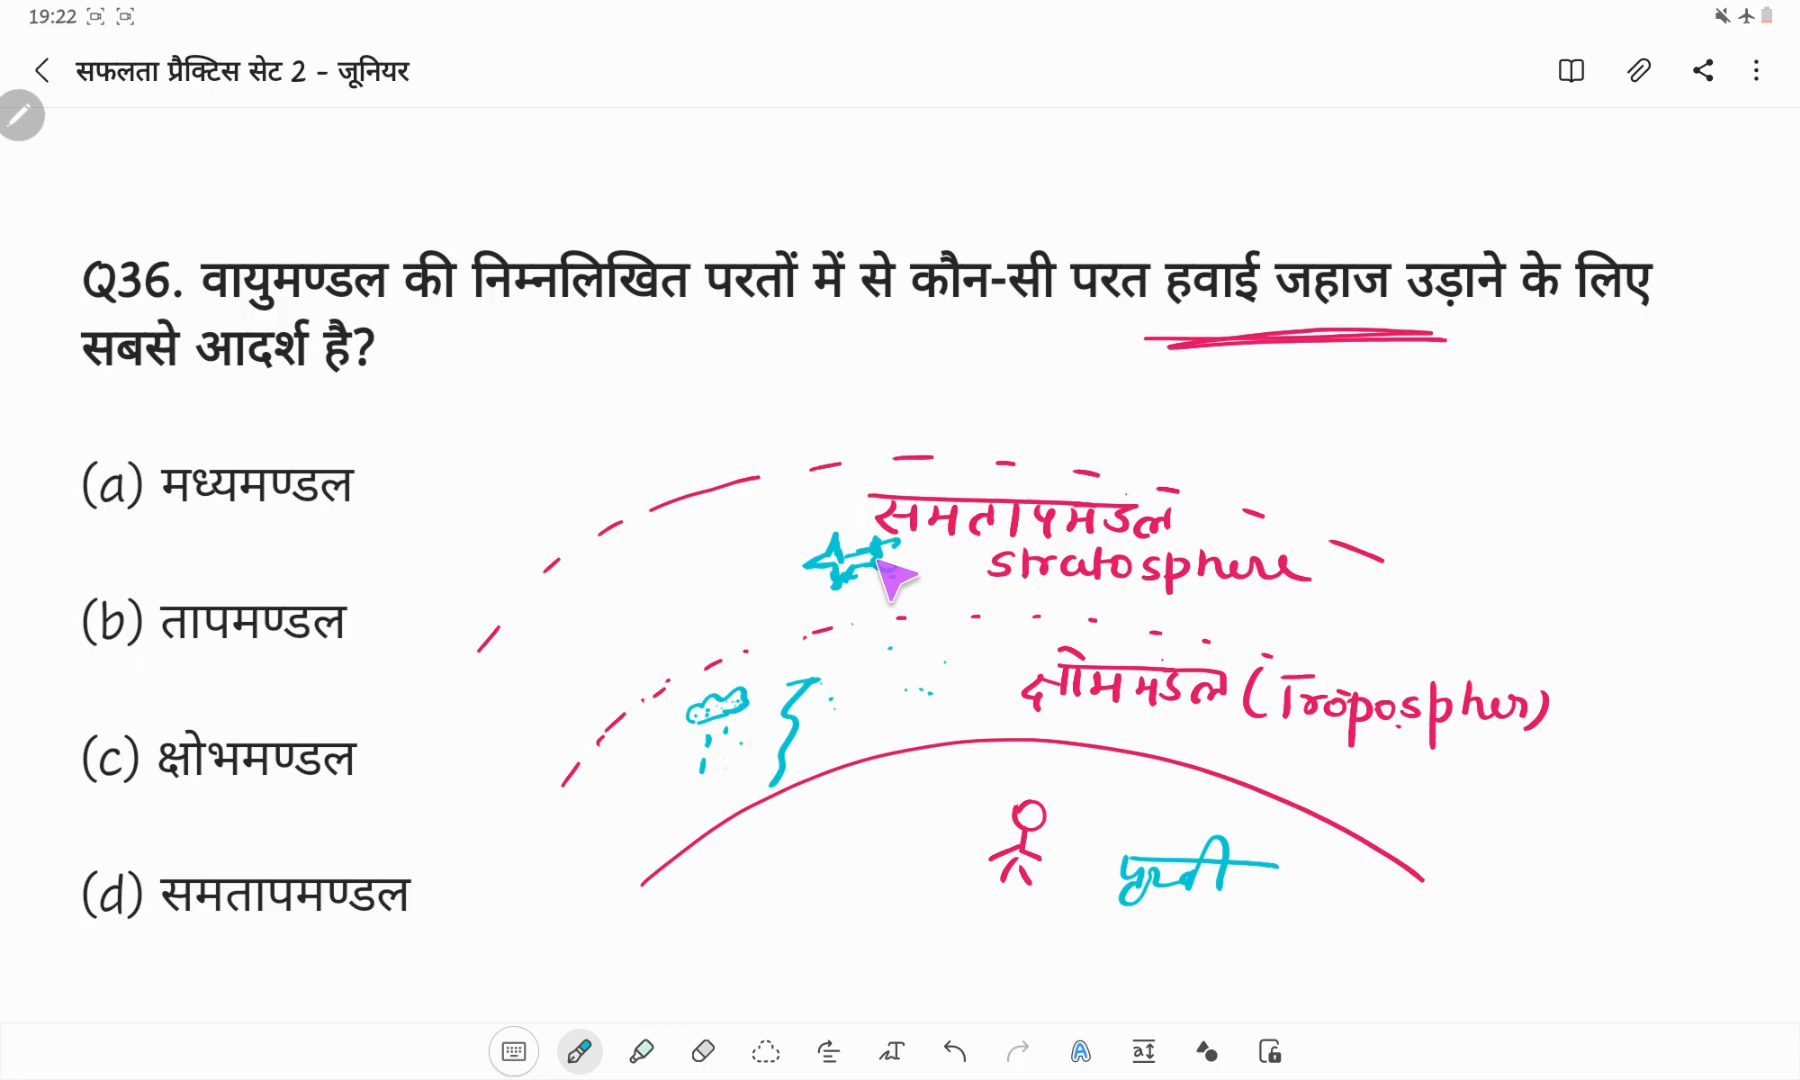 19:22
सफलता प्रैक्टिस सेट 2 - जूनियर
Q36. वायुमण्डल की निम्नलिखित परतों में से कौन-सी परत हवाई जहाज उड़ाने के लिए
सबसे आदर्श है?
(a) मध्यमण्डल
समतापमंडल
stratosphere
(b) तापमण्डल
क्षोभमंडल (Tropospher)
(c) क्षोभमण्डल
पृथ्वी
(d) समतापमण्डल